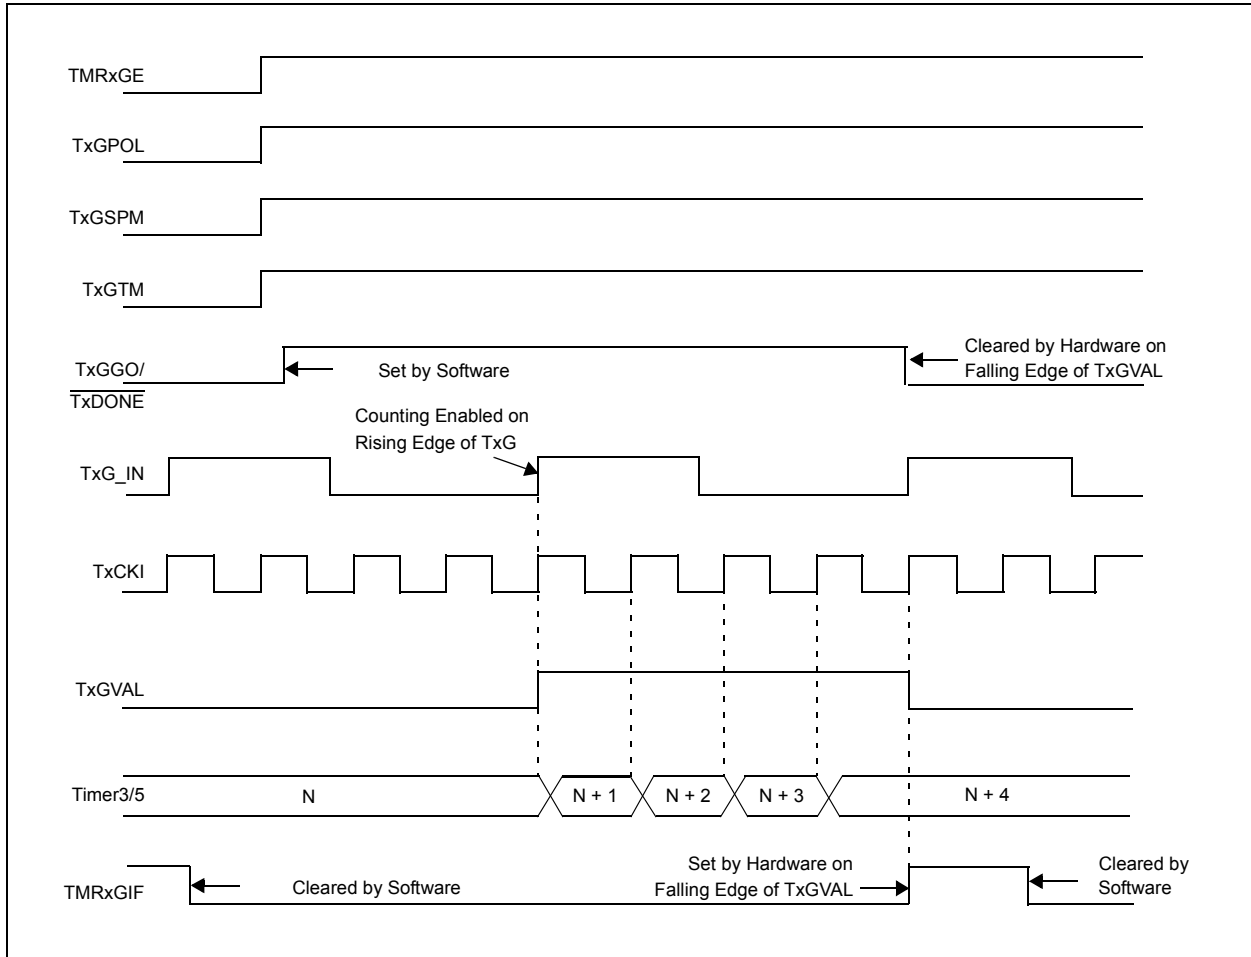 TMRxGE
TxGPOL
TxGSPM
TxGTM
TxGGO/
TxDONE
Set by Software
Cleared by Hardware on
Falling Edge of TxGVAL
Counting Enabled on
Rising Edge of TxG
TxG_IN
TxCKI
TxGVAL
Timer3/5
N
N + 1
N + 2
N + 3
N + 4
TMRxGIF
Cleared by Software
Set by Hardware on
Falling Edge of TxGVAL
Cleared by
Software